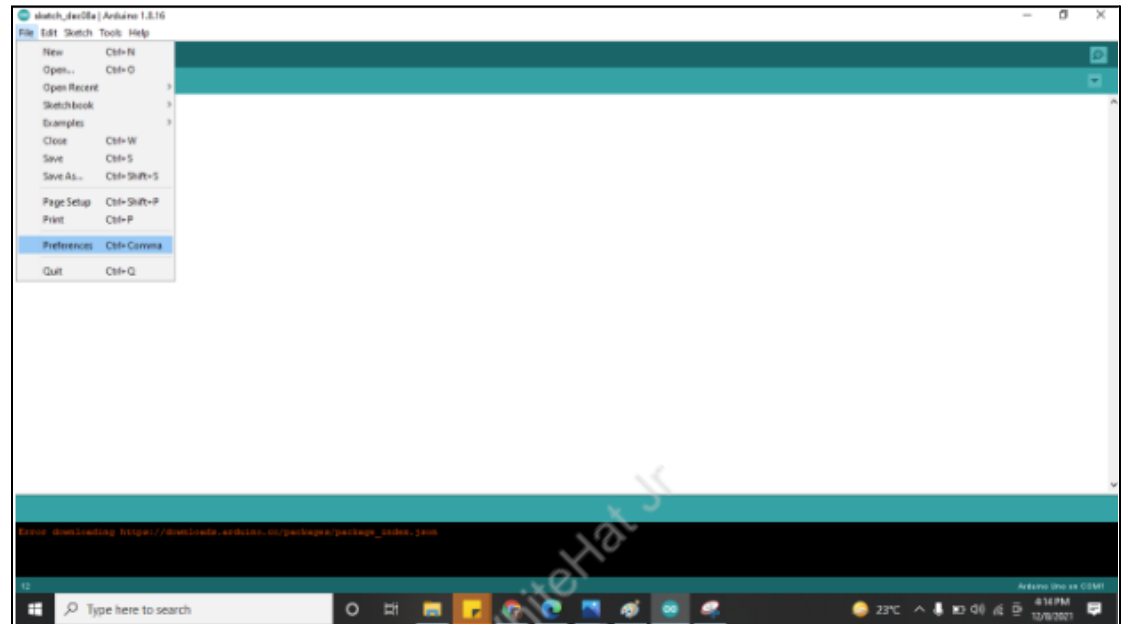 sketch_dec08a | Arduino 1.8.16
File Edit Sketch Tools Help
New Ctrl+N
Open... Ctrl+O
Open Recent
Sketchbook
Examples
Close Ctrl+W
Save Ctrl+S
Save As... Ctrl+Shift+S
Page Setup Ctrl+Shift+P
Print Ctrl+P
Preferences Ctrl+Comma
Quit Ctrl+Q
Error downloading https://downloads.arduino.cc/packages/package_index.json
12
Arduino Uno on COM1
Type here to search
23°C
4:14 PM
12/8/2021
iteHat Jr